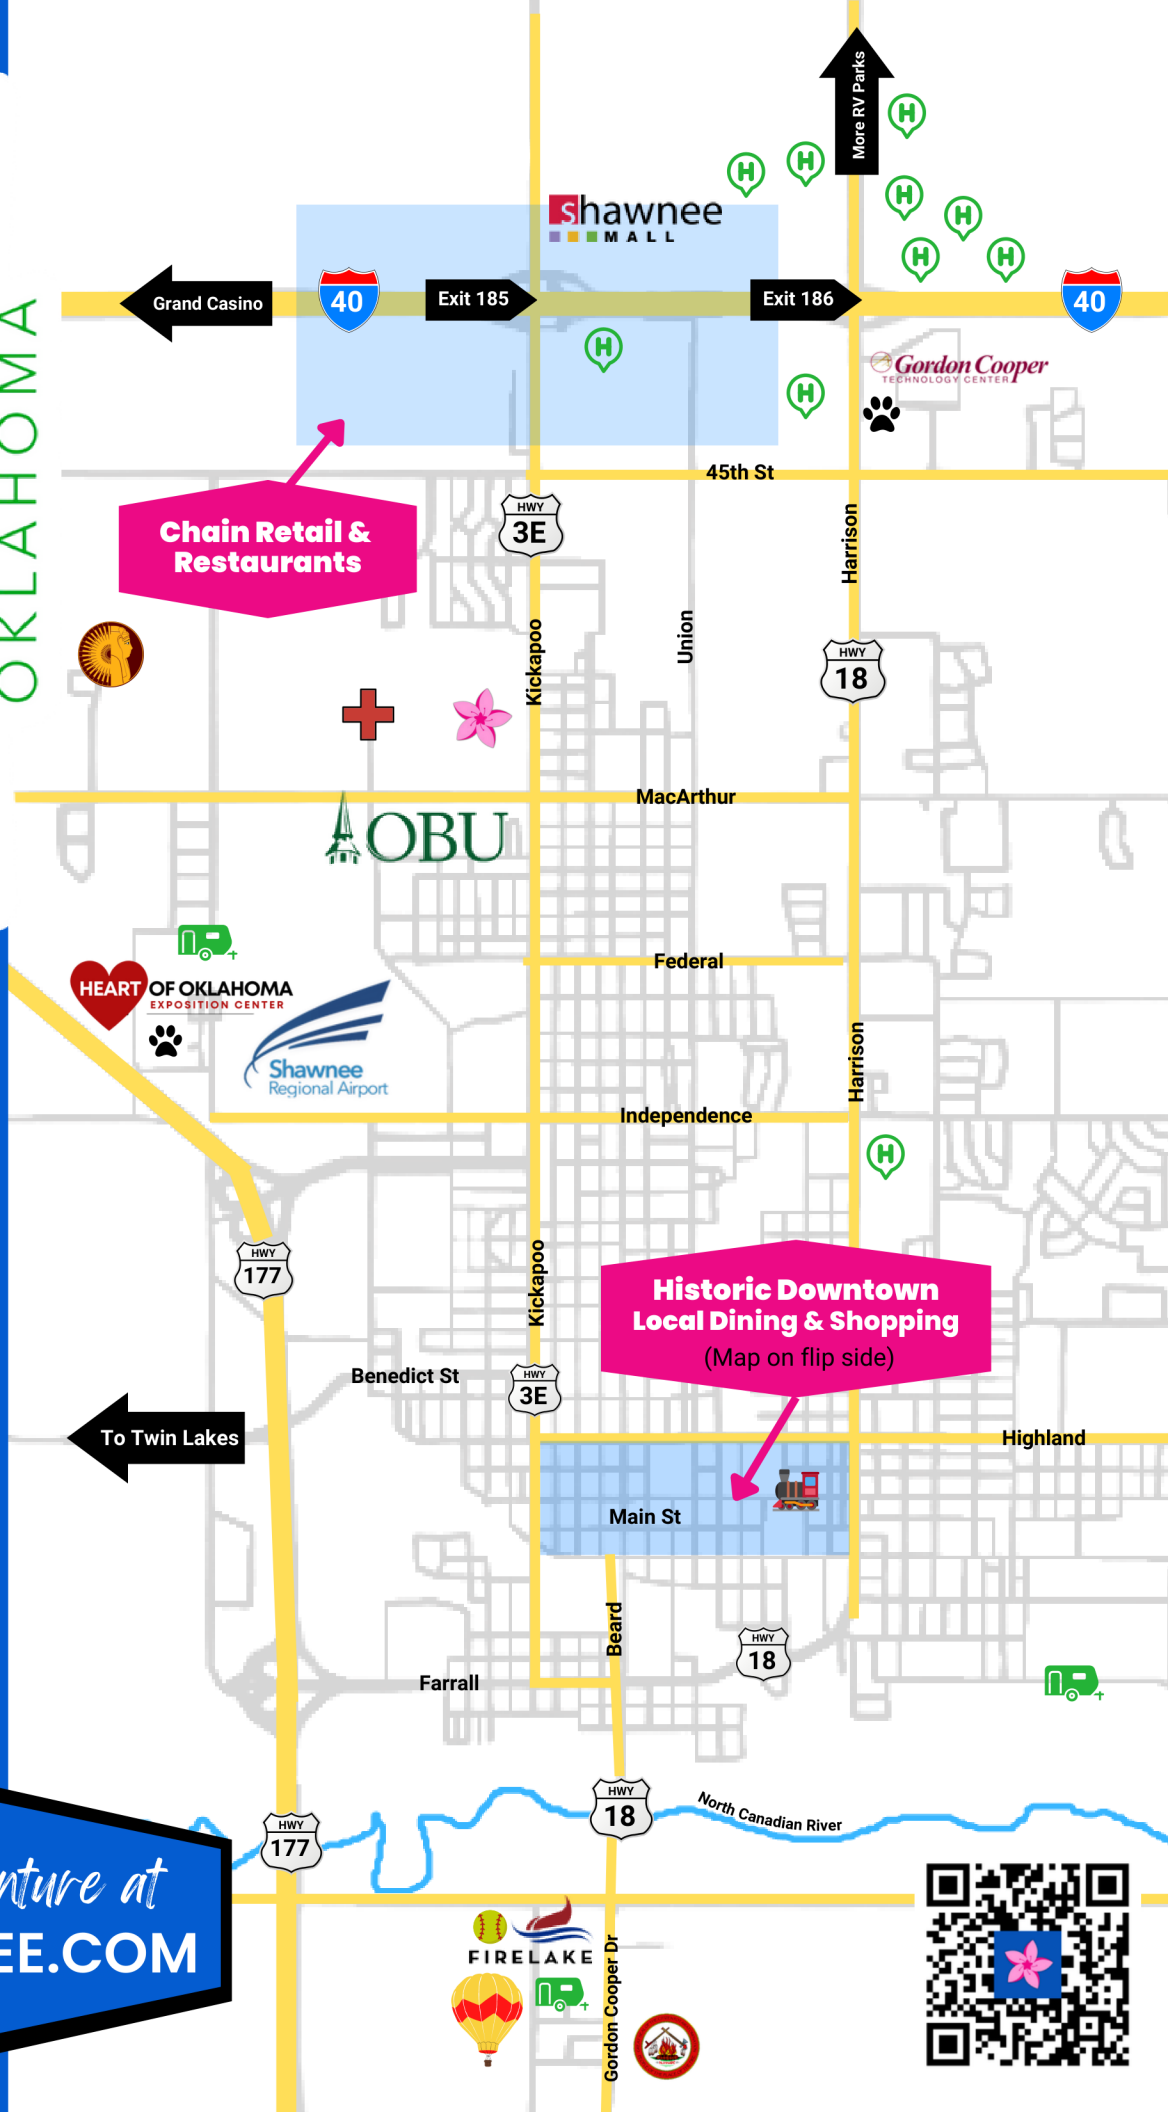 More RV Parks
H
H
H
H
H
H
H
shawnee
MALL
Grand Casino
40
Exit 185
Exit 186
40
H
H
Gordon Cooper
TECHNOLOGY CENTER
OKLAHOMA
45th St
Chain Retail &
Restaurants
HWY
3E
Harrison
Kickapoo
Union
HWY
18
MacArthur
OBU
Federal
HEART OF OKLAHOMA
EXPOSITION CENTER
Shawnee
Regional Airport
Harrison
Independence
H
HWY
177
Kickapoo
Historic Downtown
Local Dining & Shopping
(Map on flip side)
Benedict St
HWY
3E
To Twin Lakes
Highland
Main St
Beard
HWY
18
Farrall
HWY
18
North Canadian River
HWY
177
nture at
EE.COM
FIRELAKE
Gordon Cooper Dr